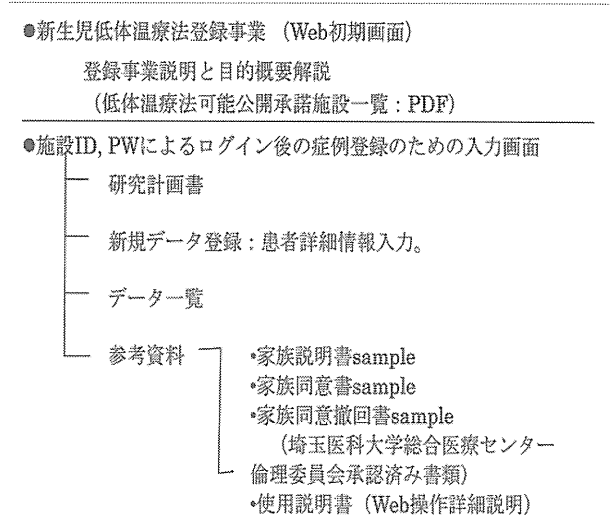 ●新生児低体温療法登録事業 (Web初期画面)
登録事業説明と目的概要解説
(低体温療法可能公開承諾施設一覧:PDF)
●施設ID, PWによるログイン後の症例登録のための入力画面
研究計画書
新規データ登録:患者詳細情報入力。
データ一覧
参考資料
•家族説明書sample
•家族同意書sample
•家族同意撤回書sample
(埼玉医科大学総合医療センター
倫理委員会承認済み書類)
•使用説明書(Web操作詳細説明)